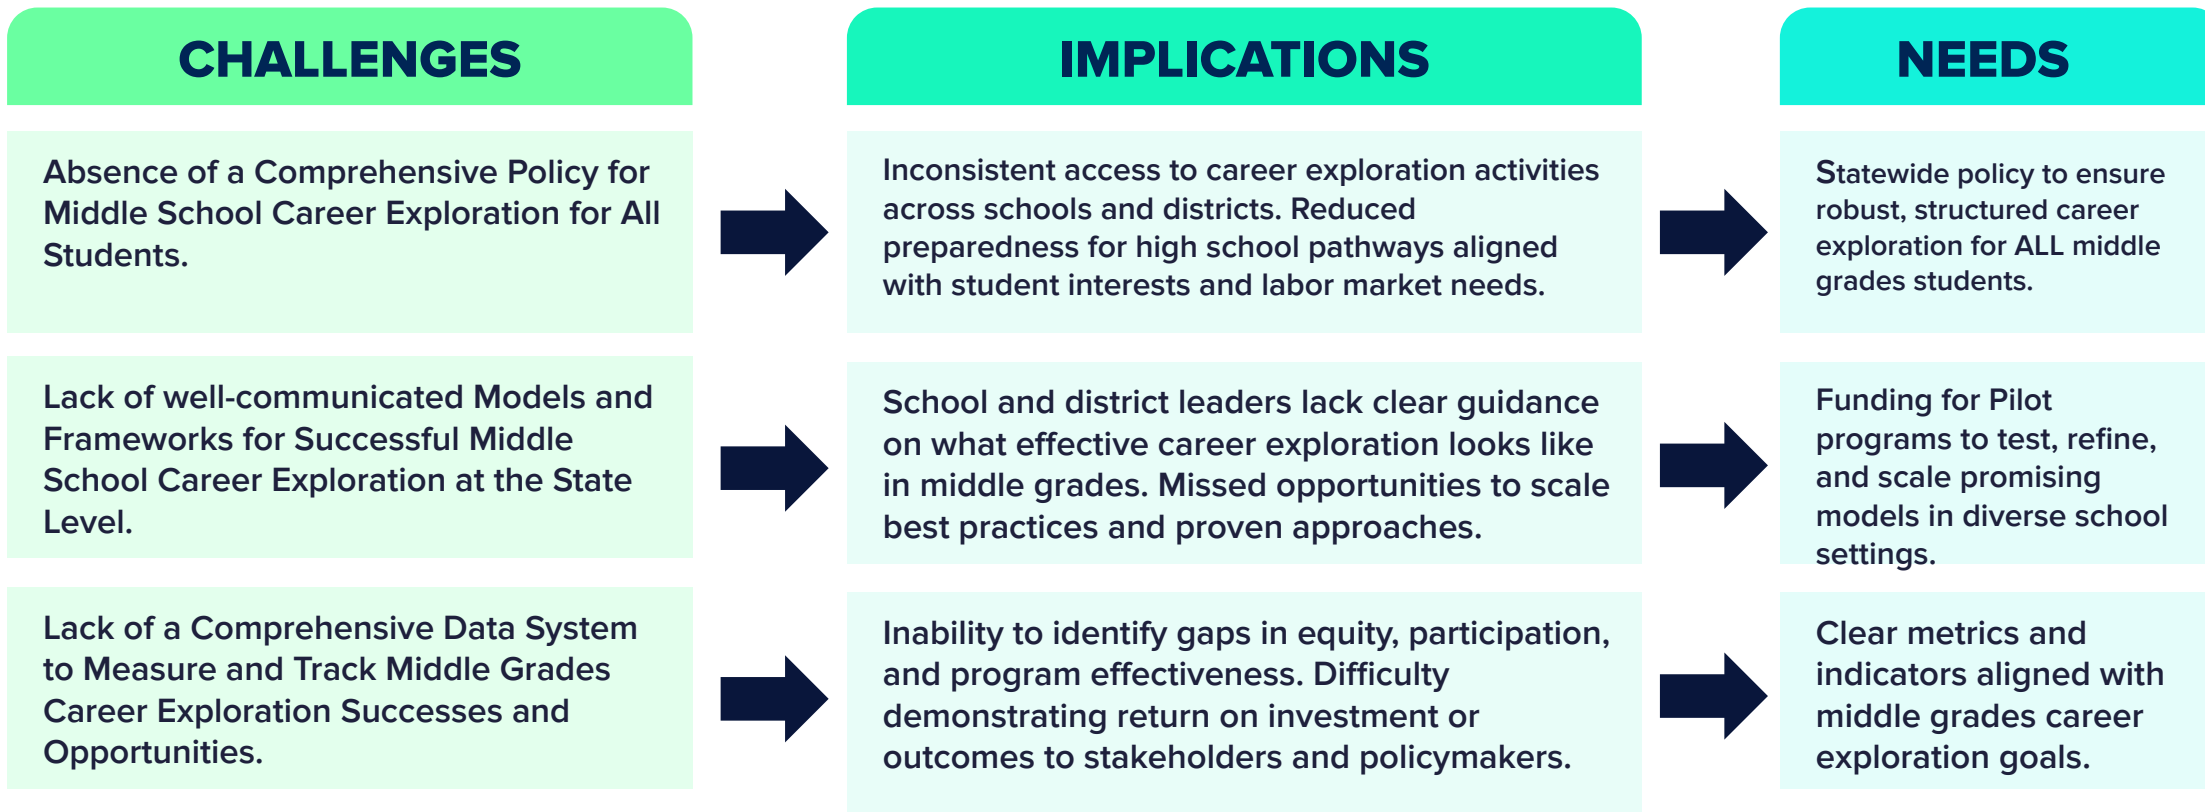 CHALLENGES
IMPLICATIONS
NEEDS
Absence of a Comprehensive Policy for
Middle School Career Exploration for All
Students.
Inconsistent access to career exploration activities
across schools and districts. Reduced
preparedness for high school pathways aligned
with student interests and labor market needs.
Statewide policy to ensure
robust, structured career
exploration for ALL middle
grades students.
Lack of well-communicated Models and
Frameworks for Successful Middle
School Career Exploration at the State
Level.
School and district leaders lack clear guidance
on what effective career exploration looks like
in middle grades. Missed opportunities to scale
best practices and proven approaches.
Funding for Pilot
programs to test, refine,
and scale promising
models in diverse school
settings.
Lack of a Comprehensive Data System
to Measure and Track Middle Grades
Career Exploration Successes and
Opportunities.
Inability to identify gaps in equity, participation,
and program effectiveness. Difficulty
demonstrating return on investment or
outcomes to stakeholders and policymakers.
Clear metrics and
indicators aligned with
middle grades career
exploration goals.